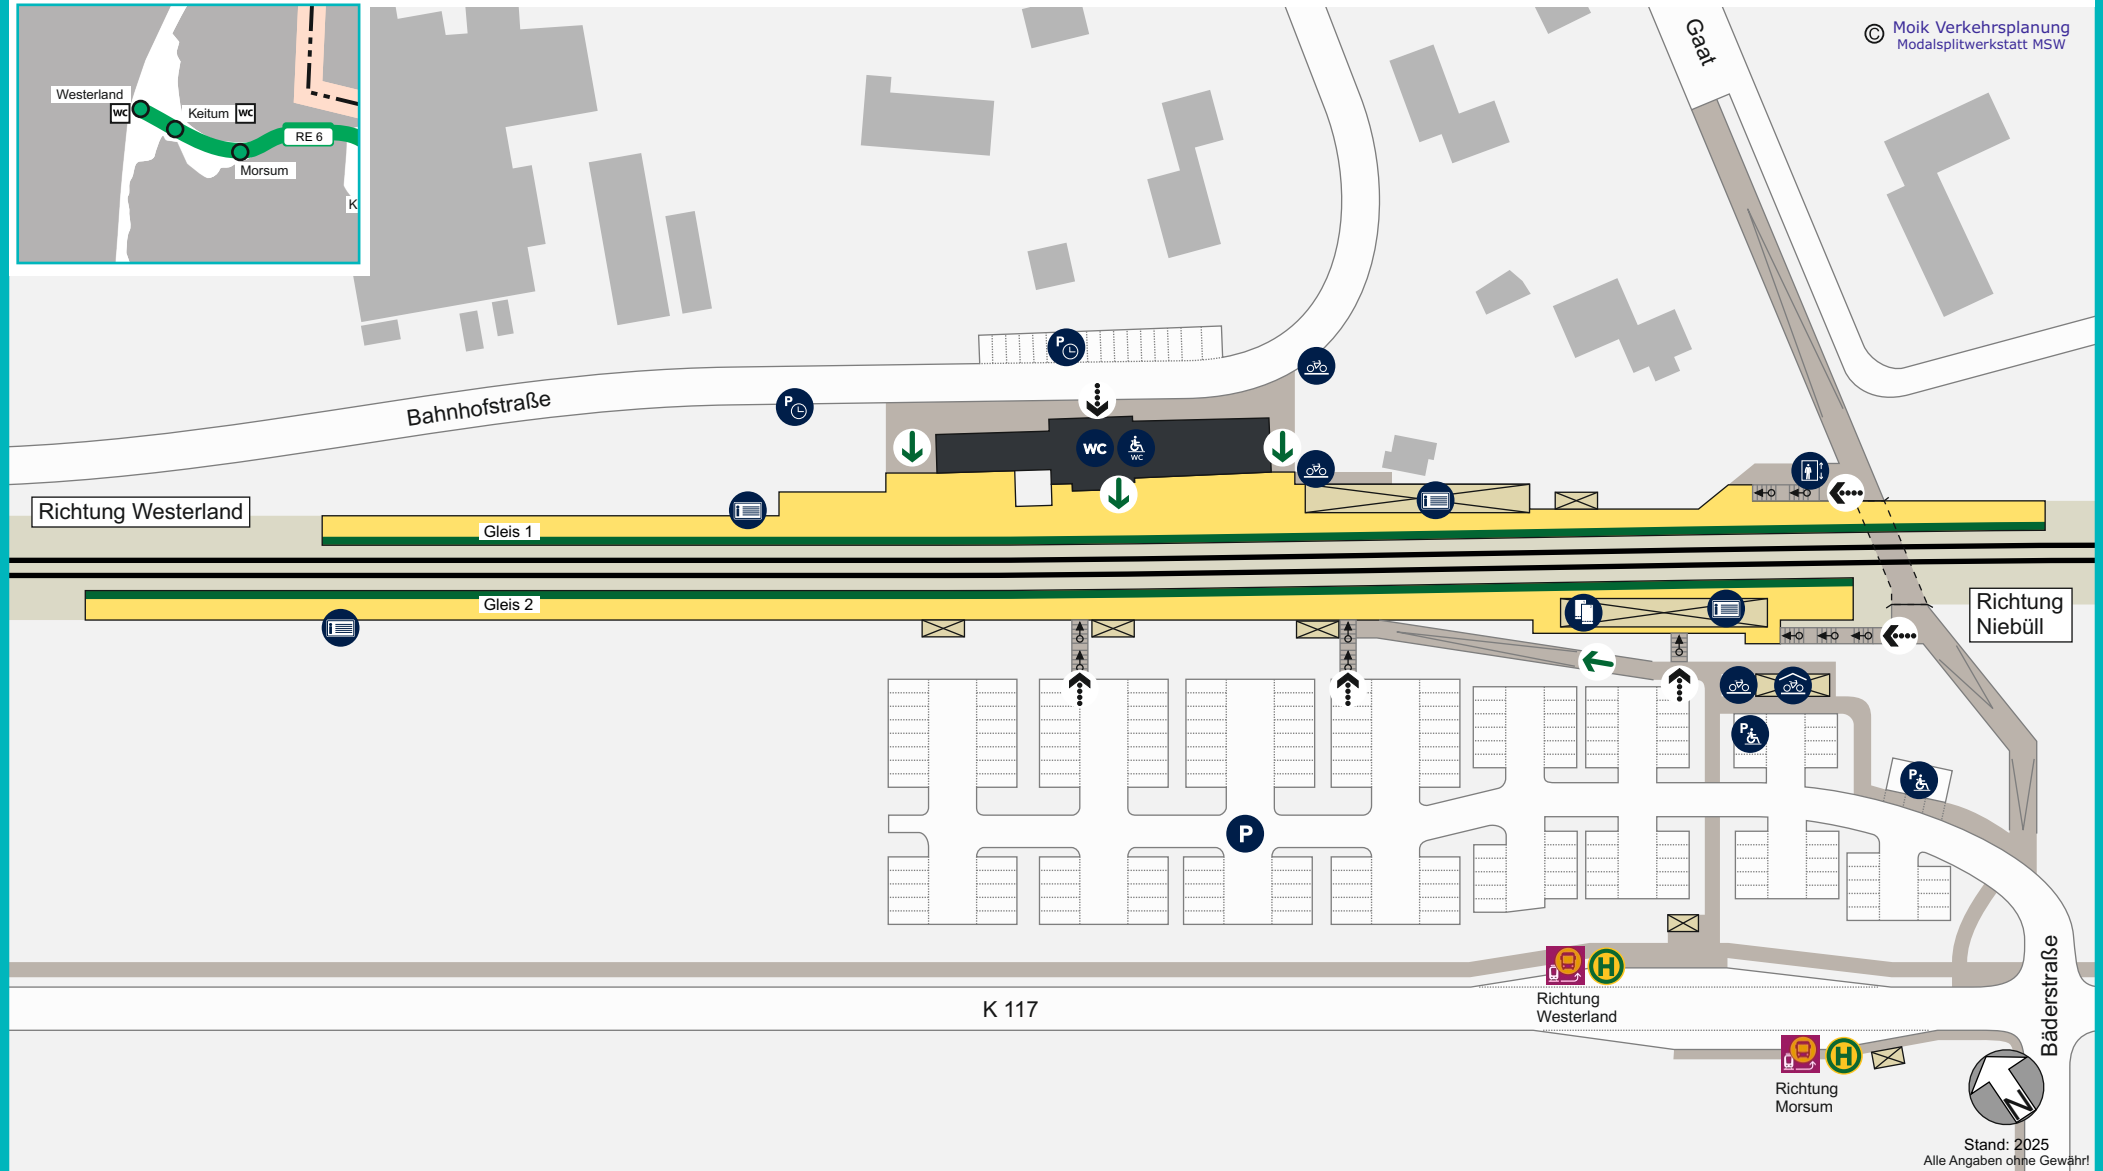 Westerland
WC
Keitum
WC
RE 6
Morsum
K
© Moik Verkehrsplanung
Modalsplitwerkstatt MSW
Gaat
P
P
Bahnhofstraße
WC
WC
Richtung Westerland
Gleis 1
Gleis 2
Richtung
Niebüll
P
P
P
H
Richtung
Westerland
K 117
Bäderstraße
H
Richtung
Morsum
N
Stand: 2025
Alle Angaben ohne Gewähr!